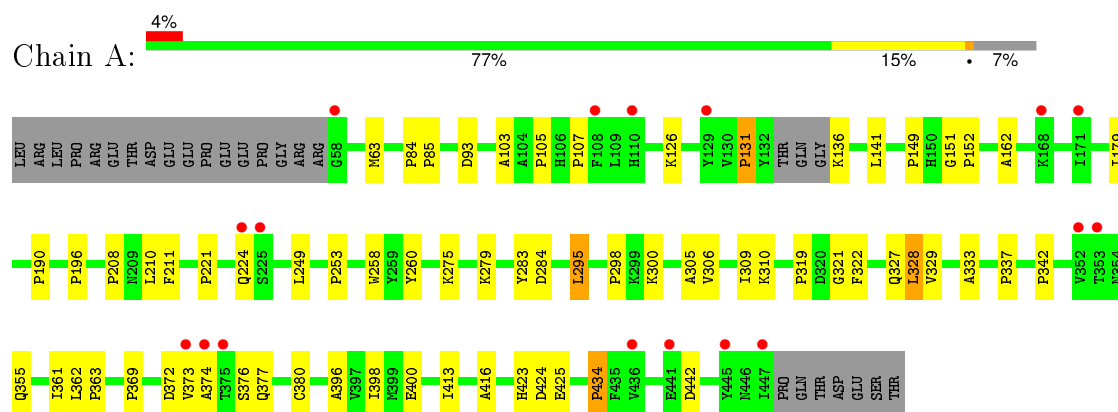 4%
Chain A:
77% 15% • 7%
LEU ARG LEU PRO ARG GLU THR ASP GLU GLU PRO GLU GLU PRO GLY ARG ARG G58 M63 P84 P85 D93 A103 A104 P105 H106 P107 F108 L109 H110 K126 Y129 V130 P131 Y132 THR GLN GLY K136 L141 P149 H150 G151 P152 A162 K168 I171
P190 P196 P208 N209 L210 F211 P221 Q224 S225 L249 P253 W258 Y259 Y260 K275 K279 Y283 D284 L295 P298 K299 K300 A305 V306 I309 K310 P319 D320 G321 F322 Q327 L328 V329 A333 P337 P342 V352 T353 N354
Q355 I361 L362 P363 P369 D372 V373 A374 T375 S376 Q377 C380 A396 V397 I398 M399 E400 I413 A416 H423 D424 E425 P434 F435 V436 E441 D442 Y445 N446 I447 PRO GLN THR ASP GLU SER THR